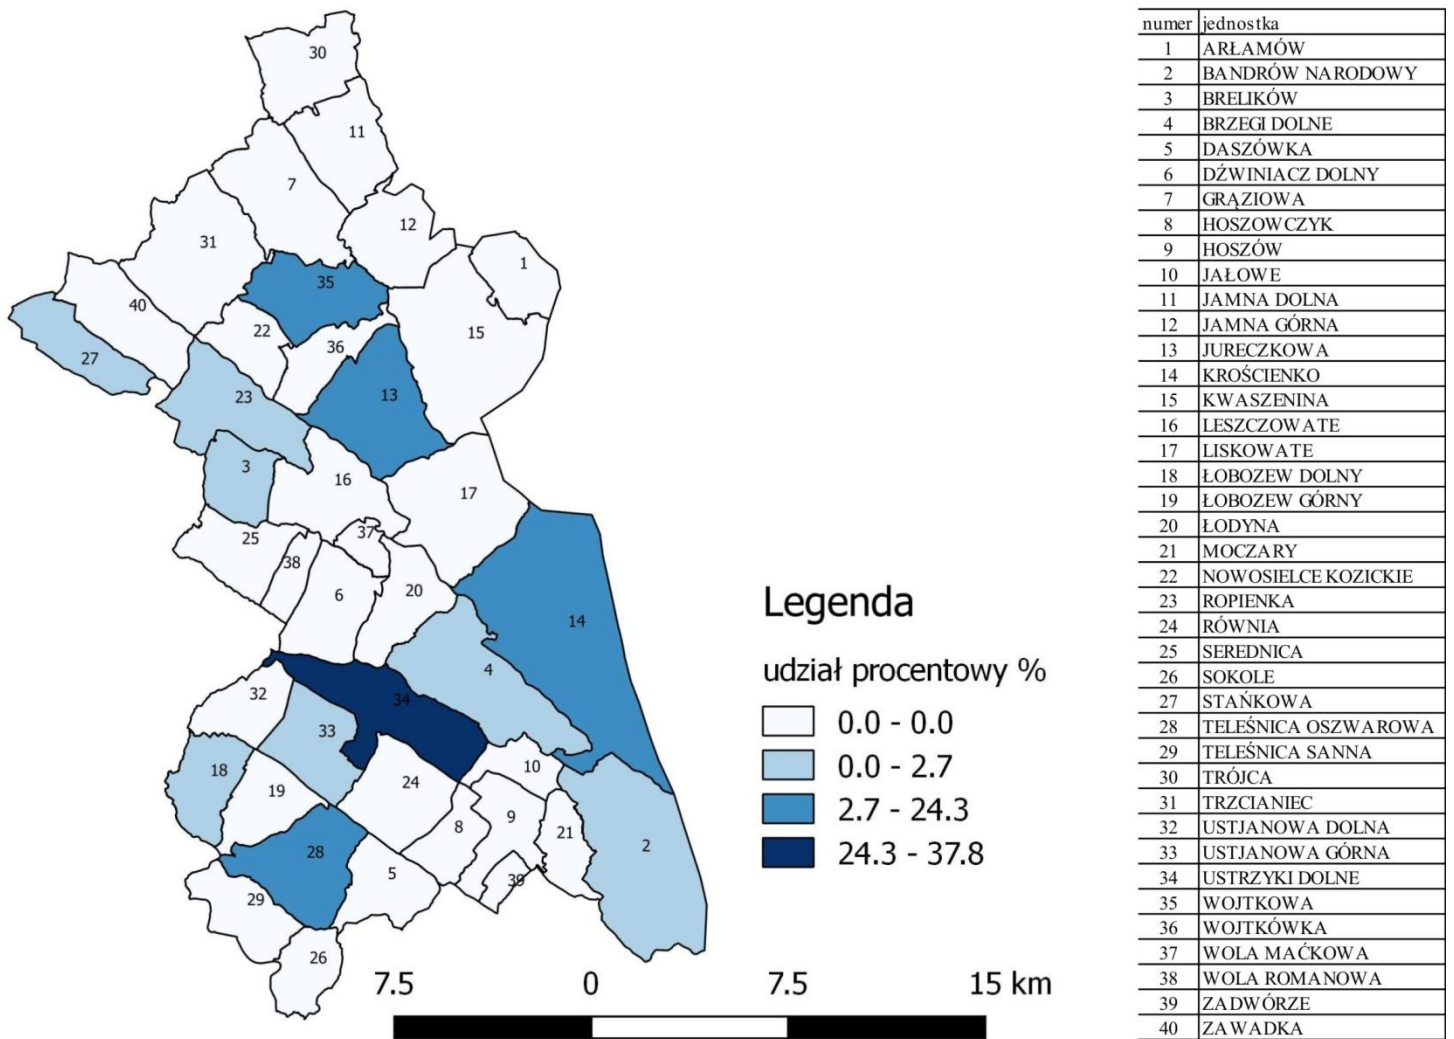 30
11
7
12
31
1
35
40
22
15
36
27
13
23
3
16
17
37
25
38
20
6
14
4
32
34
33
10
18
24
19
8
9
21
28
2
5
39
29
26
Legenda
udział procentowy %
0.0 - 0.0
0.0 - 2.7
2.7 - 24.3
24.3 - 37.8
7.5 0 7.5 15 km
numer jednostka
1 ARŁAMÓW
2 BANDRÓW NARODOWY
3 BRELIKÓW
4 BRZEGI DOLNE
5 DASZÓWKA
6 DŹWINIACZ DOLNY
7 GRĄZIOWA
8 HOSZOWCZYK
9 HOSZÓW
10 JAŁOWE
11 JAMNA DOLNA
12 JAMNA GÓRNA
13 JURECZKOWA
14 KROŚCIENKO
15 KWASZENINA
16 LESZCZOWATE
17 LISKOWATE
18 ŁOBOZEW DOLNY
19 ŁOBOZEW GÓRNY
20 ŁODYNA
21 MOCZARY
22 NOWOSIELCE KOZICKIE
23 ROPIENKA
24 RÓWNIA
25 SEREDNICA
26 SOKOLE
27 STAŃKOWA
28 TELEŚNICA OSZWAROWA
29 TELEŚNICA SANNA
30 TRÓJCA
31 TRZCIANIEC
32 USTJANOWA DOLNA
33 USTJANOWA GÓRNA
34 USTRZYKI DOLNE
35 WOJTKOWA
36 WOJTKÓWKA
37 WOLA MAĆKOWA
38 WOLA ROMANOWA
39 ZADWÓRZE
40 ZAWADKA